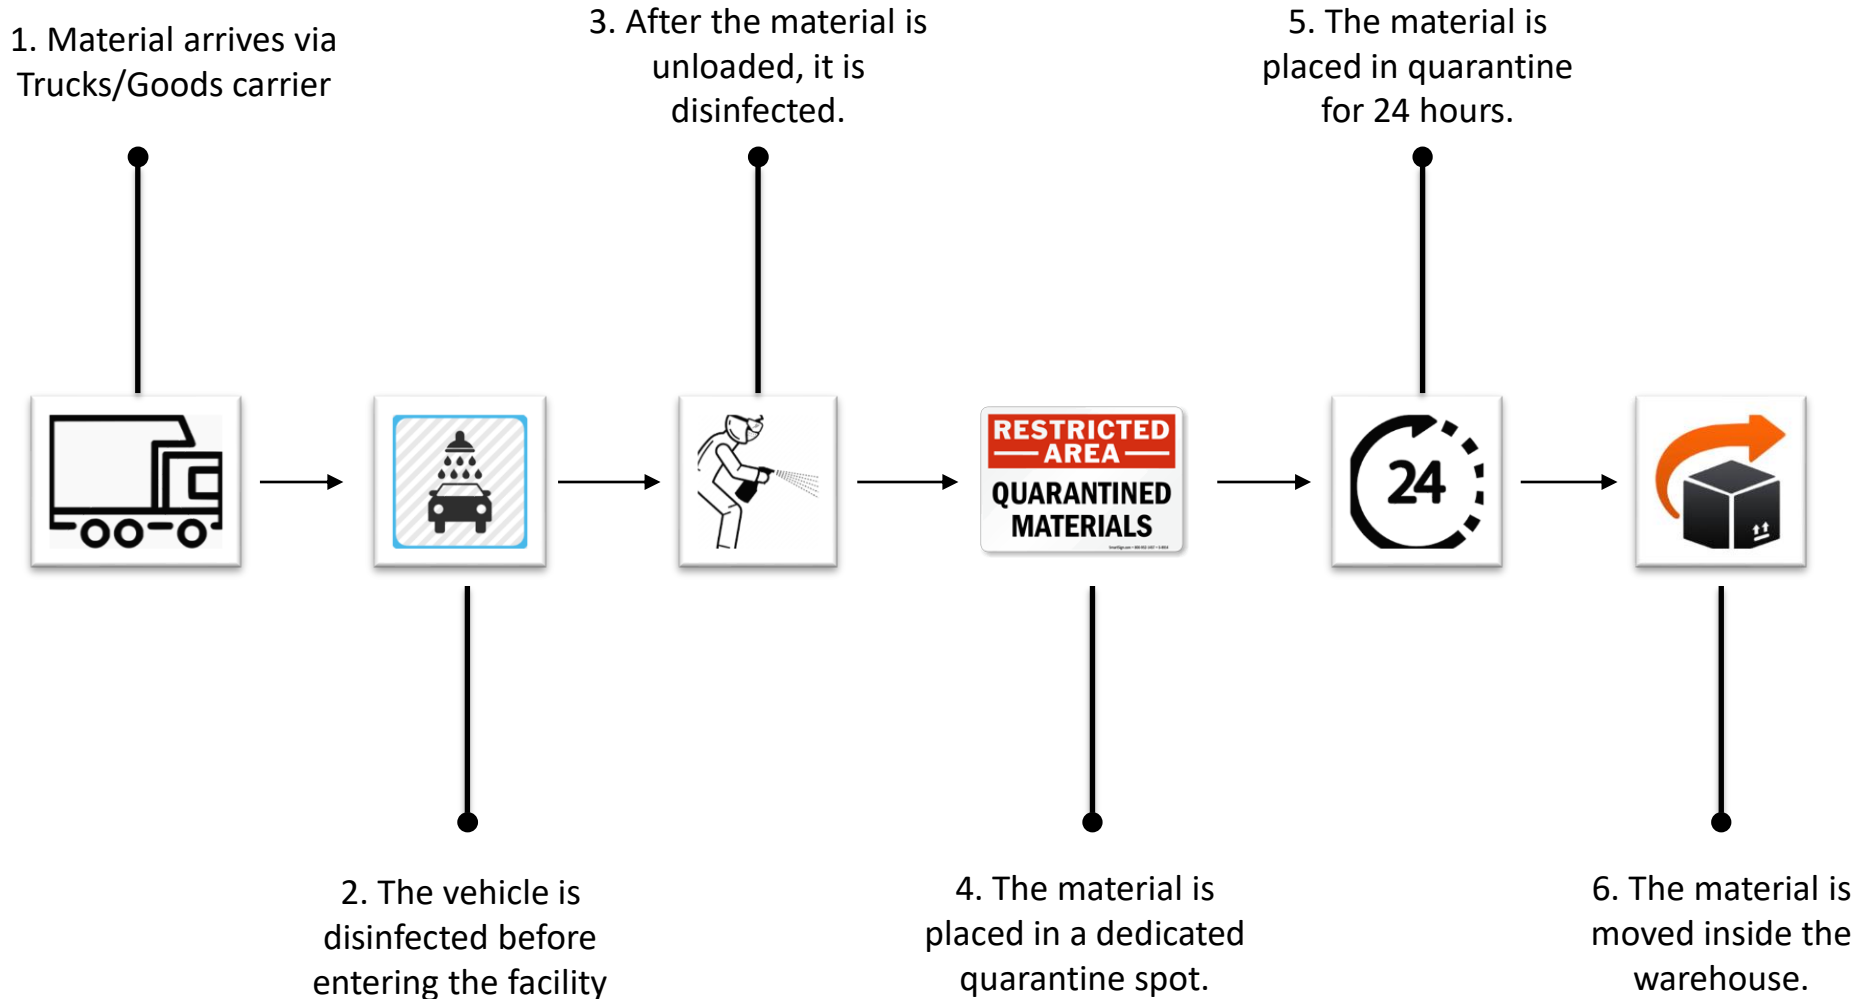 1. Material arrives via
Trucks/Goods carrier
3. After the material is
unloaded, it is
disinfected.
5. The material is
placed in quarantine
for 24 hours.
RESTRICTED
AREA
QUARANTINED
MATERIALS
24
2. The vehicle is
disinfected before
entering the facility
4. The material is
placed in a dedicated
quarantine spot.
6. The material is
moved inside the
warehouse.